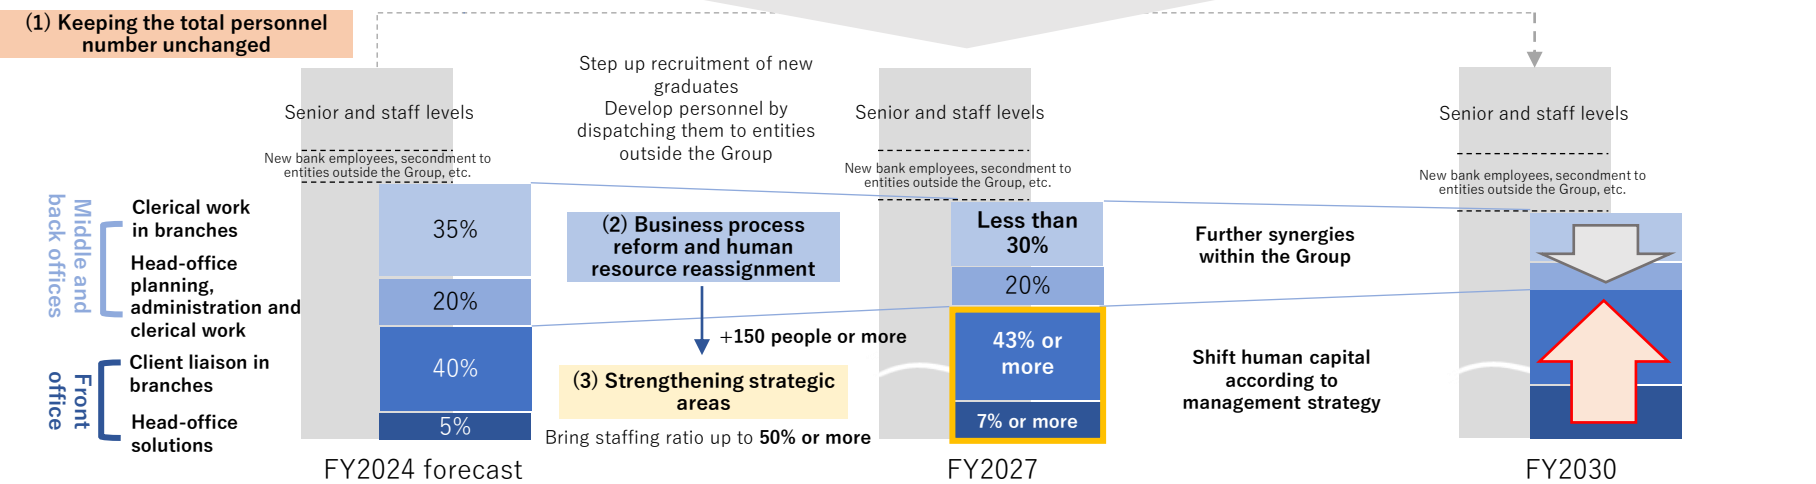 (1) Keeping the total personnel
number unchanged
Step up recruitment of new
graduates
Develop personnel by
dispatching them to entities
outside the Group
Senior and staff levels
New bank employees, secondment to
entities outside the Group, etc.
Middle and
back offices
Clerical work
in branches
Head-office
planning,
administration and
clerical work
Front
office
Client liaison in
branches
Head-office
solutions
35%
20%
40%
5%
FY2024 forecast
(2) Business process
reform and human
resource reassignment
+150 people or more
(3) Strengthening strategic
areas
Bring staffing ratio up to 50% or more
Senior and staff levels
New bank employees, secondment to
entities outside the Group, etc.
Less than
30%
20%
43% or
more
7% or more
FY2027
Further synergies
within the Group
Shift human capital
according to
management strategy
Senior and staff levels
New bank employees, secondment to
entities outside the Group, etc.
FY2030